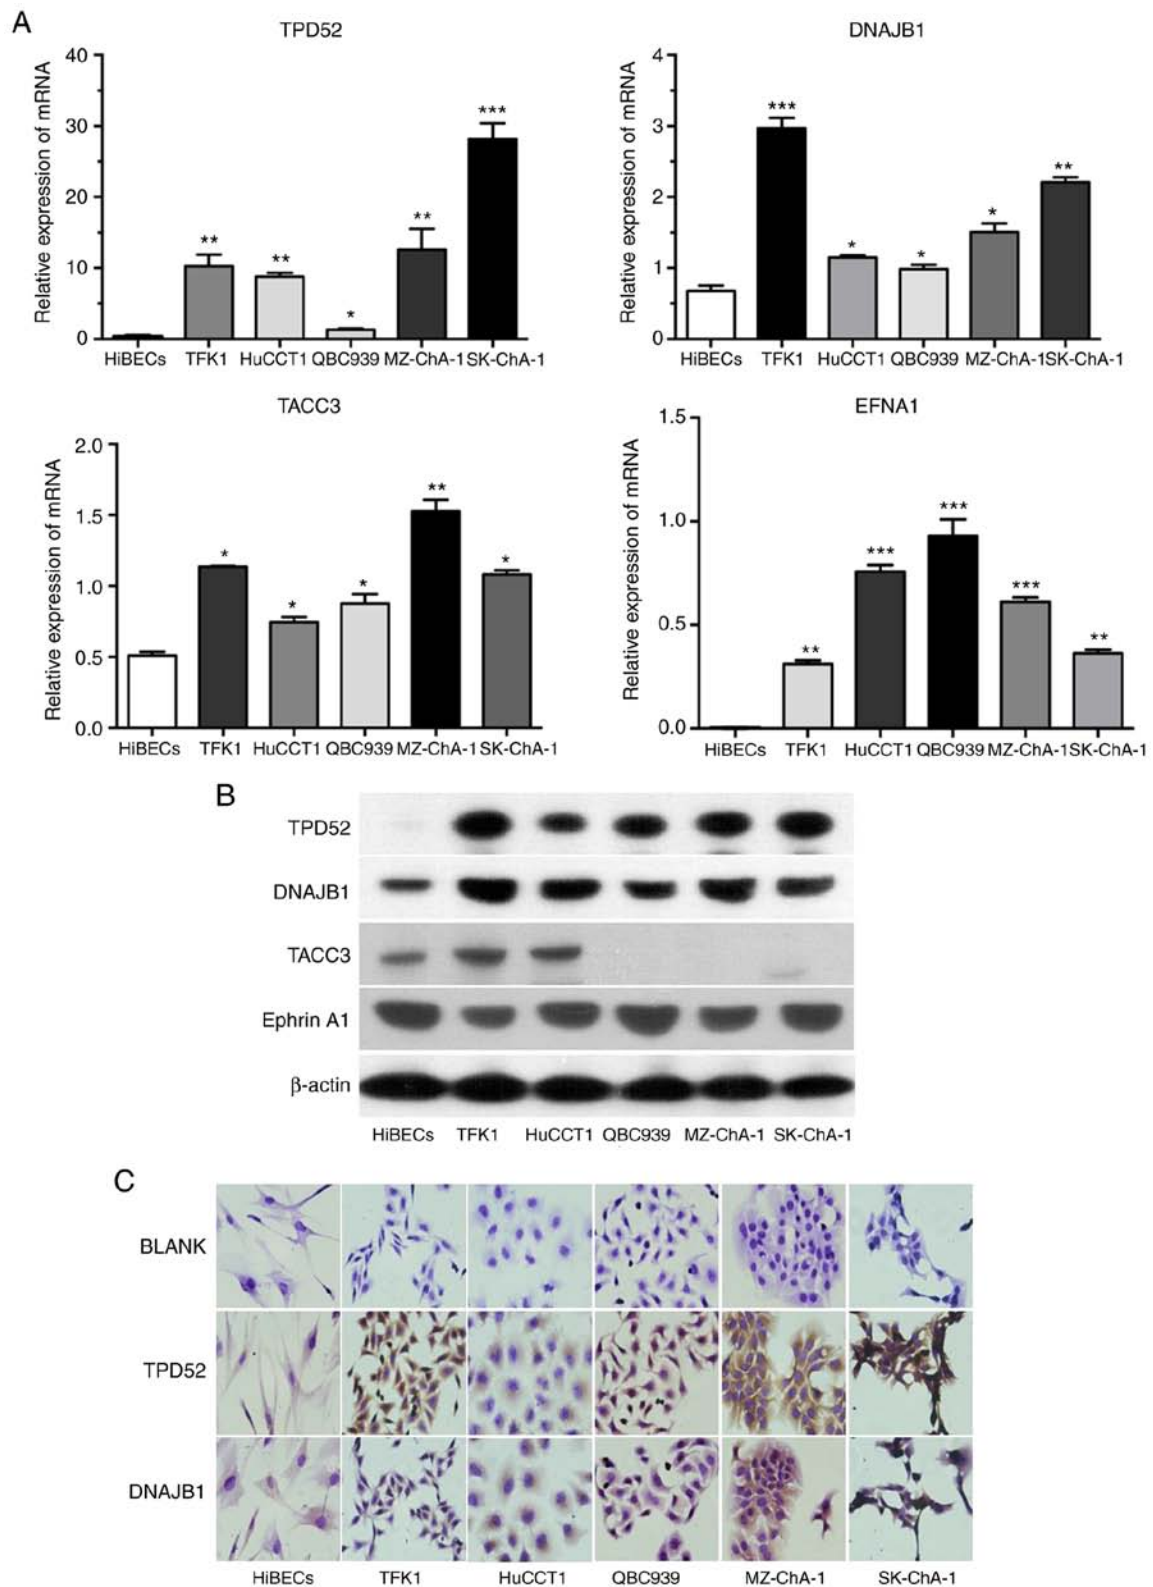 A
TPD52
Relative expression of mRNA
40
30
20
10
0
** ** * ** ***
HiBECs TFK1 HuCCT1 QBC939 MZ-ChA-1 SK-ChA-1
DNAJB1
Relative expression of mRNA
4
3
2
1
0
*** * * * **
HiBECs TFK1 HuCCT1 QBC939 MZ-ChA-1 SK-ChA-1
TACC3
Relative expression of mRNA
2.0
1.5
1.0
0.5
0.0
* * * ** *
HiBECs TFK1 HuCCT1 QBC939 MZ-ChA-1 SK-ChA-1
EFNA1
Relative expression of mRNA
1.5
1.0
0.5
0.0
** *** *** *** **
HiBECs TFK1 HuCCT1 QBC939 MZ-ChA-1 SK-ChA-1
B
TPD52
DNAJB1
TACC3
Ephrin A1
β-actin
HiBECs TFK1 HuCCT1 QBC939 MZ-ChA-1 SK-ChA-1
C
BLANK
TPD52
DNAJB1
HiBECs TFK1 HuCCT1 QBC939 MZ-ChA-1 SK-ChA-1